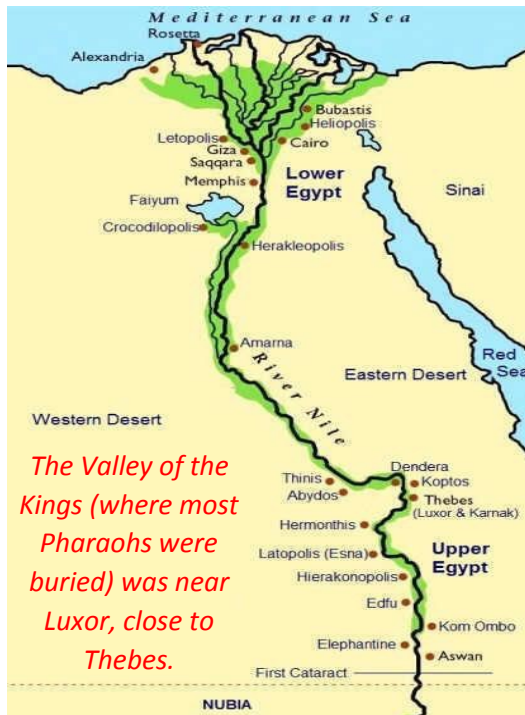 Mediterranean Sea
Rosetta
Alexandria
Bubastis
Heliopolis
Letopolis
Giza
Cairo
Saqqara
Lower
Egypt
Memphis
Sinai
Faiyum
Crocodilopolis
Herakleopolis
Amarna
River Nile
Red
Sea
Eastern Desert
Western Desert
The Valley of the
Kings (where most
Pharaohs were
buried) was near
Luxor, close to
Thebes.
Dendera
Thinis
Koptos
Abydos
Thebes
(Luxor & Karnak)
Hermonthis
Upper
Egypt
Latopolis (Esna)
Hierakonopolis
Edfu
Kom Ombo
Elephantine
Aswan
First Cataract
NUBIA